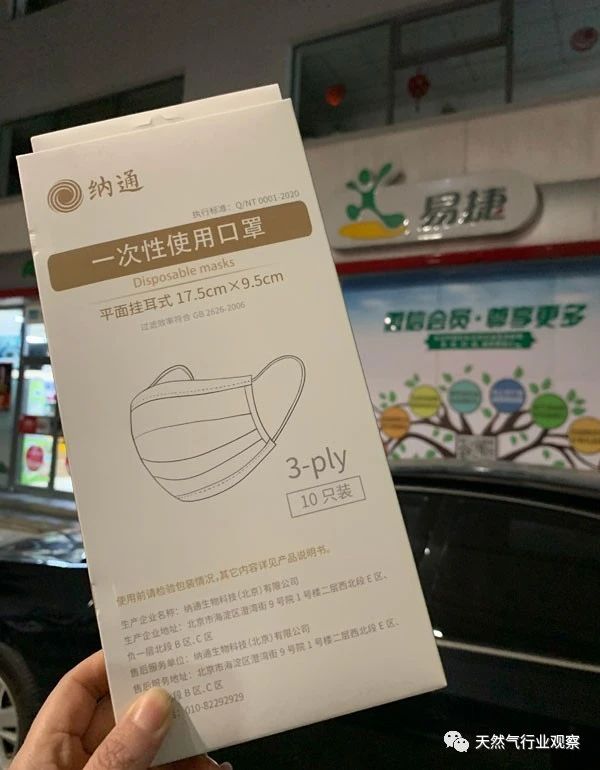 纳通
执行标准：Q/NT 0001-2020
一次性使用口罩
Disposable masks
平面挂耳式 17.5cm×9.5cm
过滤效率符合 GB 2626-2006
3-ply
10 只装
使用前请检验包装情况，其它内容详见产品说明书。
生产企业名称：纳通生物科技（北京）有限公司
生产企业地址：北京市海淀区澄湾街 9 号院 1 号楼二层西北段 E 区、
负一层北段 B 区、C 区
售后服务单位：纳通生物科技（北京）有限公司
售后服务地址：北京市海淀区澄湾街 9 号院 1 号楼二层西北段 E 区、
北段 B 区、C 区
010-82292929
易捷
微信会员·尊享更多
天然气行业观察